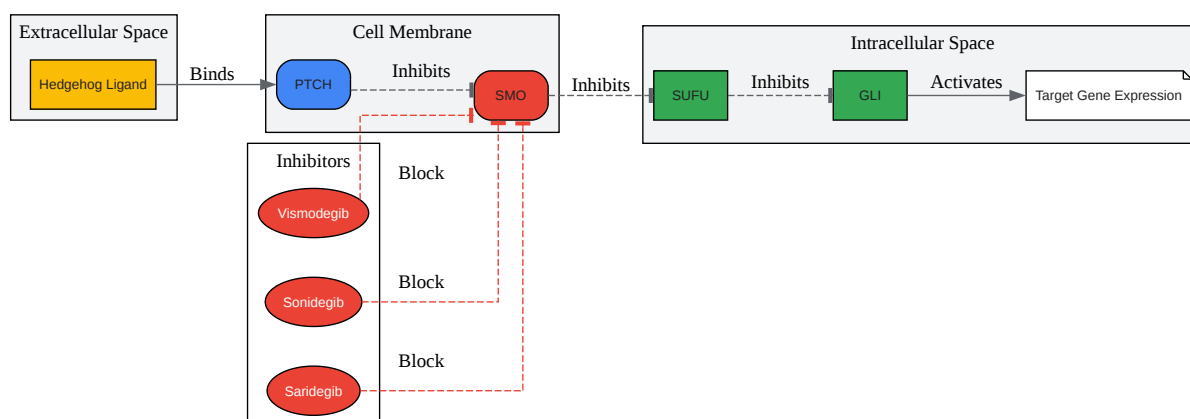 Extracellular Space
Cell Membrane
Intracellular Space
Hedgehog Ligand
Binds
PTCH
Inhibits
SMO
Inhibits
SUFU
Inhibits
GLI
Activates
Target Gene Expression
Inhibitors
Block
Vismodegib
Block
Sonidegib
Block
Saridegib